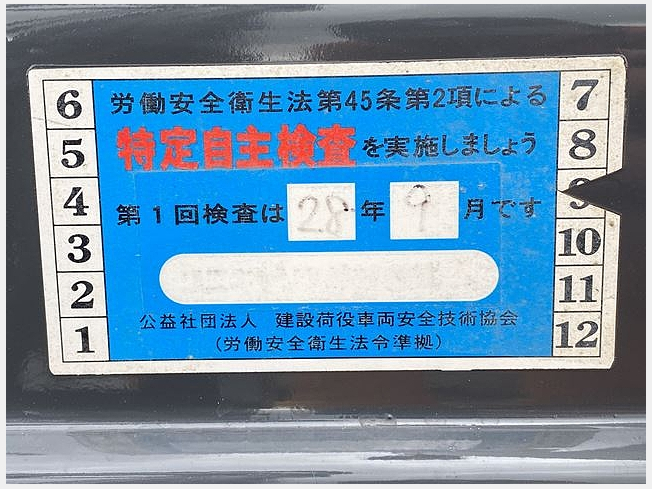 労働安全衛生法第45条第2項による
特定自主検査を実施しましょう
第1回検査は 28 年 9 月です
公益社団法人 建設荷役車両安全技術協会
(労働安全衛生法令準拠)
6
5
4
3
2
1
7
8
9
10
11
12